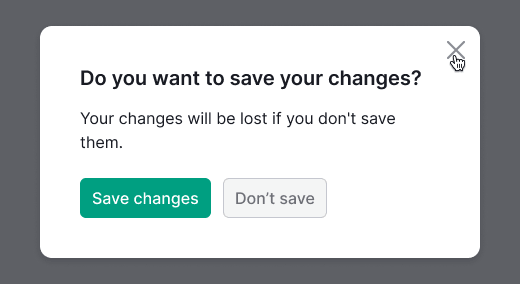 Do you want to save your changes?
Your changes will be lost if you don't save
them.
Save changes
Don’t save